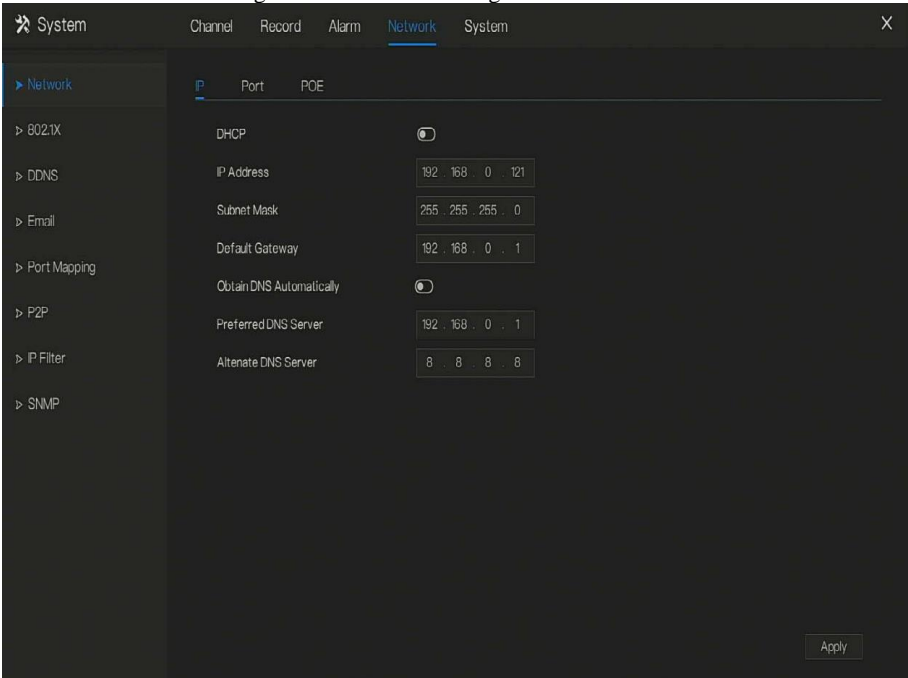 System Channel Record Alarm Network System X
Network
802.1X
DDNS
Email
Port Mapping
P2P
IP Filter
SNMP
IP Port POE
DHCP
IP Address 192 . 168 . 0 . 121
Subnet Mask 255 . 255 . 255 . 0
Default Gateway 192 . 168 . 0 . 1
Obtain DNS Automatically
Preferred DNS Server 192 . 168 . 0 . 1
Altenate DNS Server 8 . 8 . 8 . 8
Apply